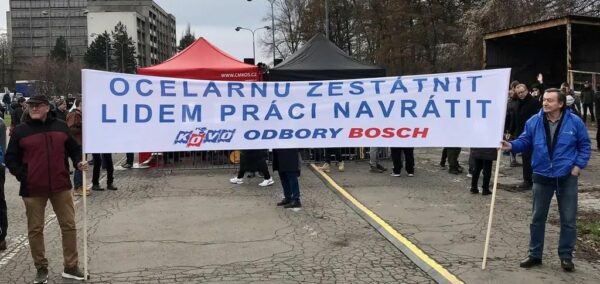 WWW.CMKOS.CZ
OCELÁRNU ZESTÁTNIT
LIDEM PRÁCI NAVRÁTIT
KOVO ODBORY BOSCH